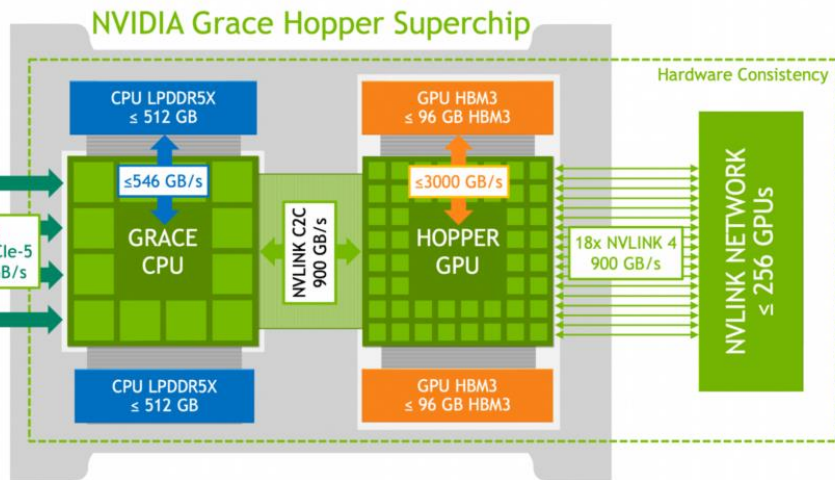 NVIDIA Grace Hopper Superchip
Hardware Consistency
CPU LPDDR5X
≤ 512 GB
GPU HBM3
≤ 96 GB HBM3
≤546 GB/s
≤3000 GB/s
GRACE
CPU
NVLINK C2C
900 GB/s
HOPPER
GPU
18x NVLINK 4
900 GB/s
NVLINK NETWORK
≤ 256 GPUs
CPU LPDDR5X
≤ 512 GB
GPU HBM3
≤ 96 GB HBM3